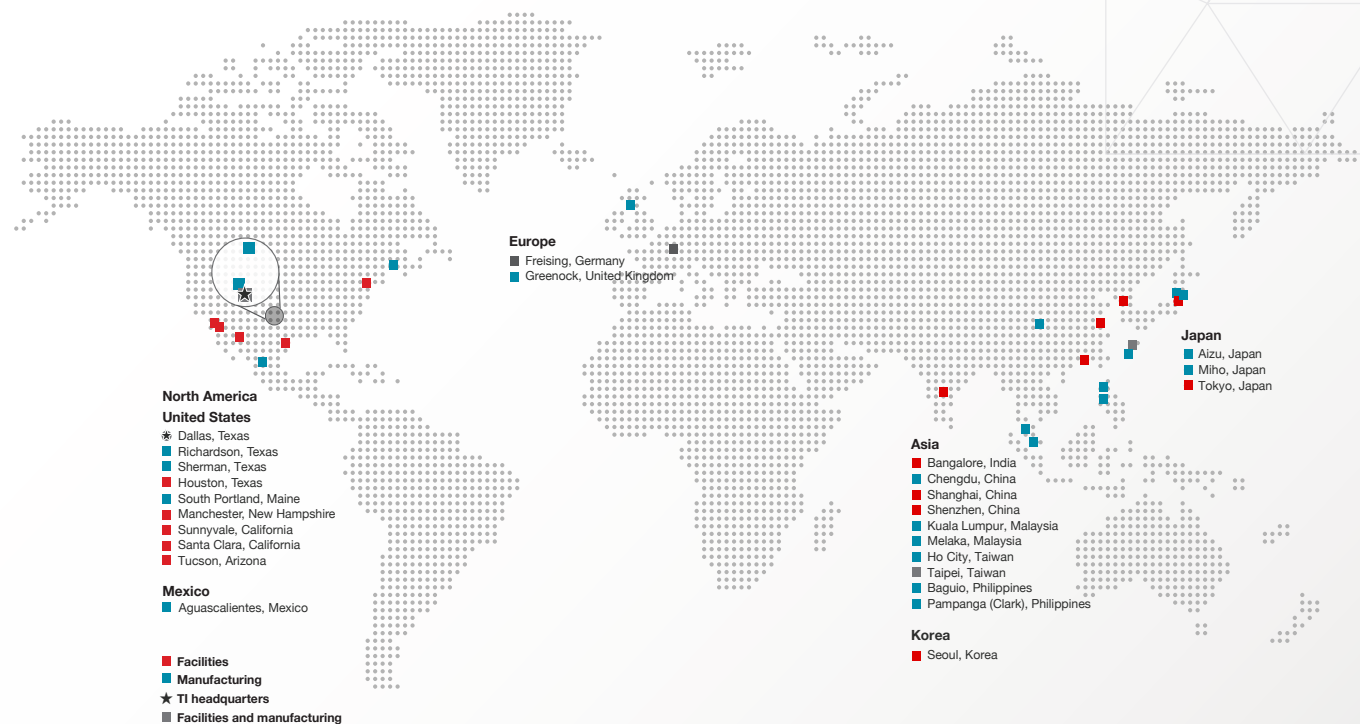 Europe
Freising, Germany
Greenock, United Kingdom
Japan
Aizu, Japan
Miho, Japan
Tokyo, Japan
North America
United States
Dallas, Texas
Richardson, Texas
Sherman, Texas
Houston, Texas
South Portland, Maine
Manchester, New Hampshire
Sunnyvale, California
Santa Clara, California
Tucson, Arizona
Mexico
Aguascalientes, Mexico
Asia
Bangalore, India
Chengdu, China
Shanghai, China
Shenzhen, China
Kuala Lumpur, Malaysia
Melaka, Malaysia
Ho City, Taiwan
Taipei, Taiwan
Baguio, Philippines
Pampanga (Clark), Philippines
Korea
Seoul, Korea
Facilities
Manufacturing
TI headquarters
Facilities and manufacturing